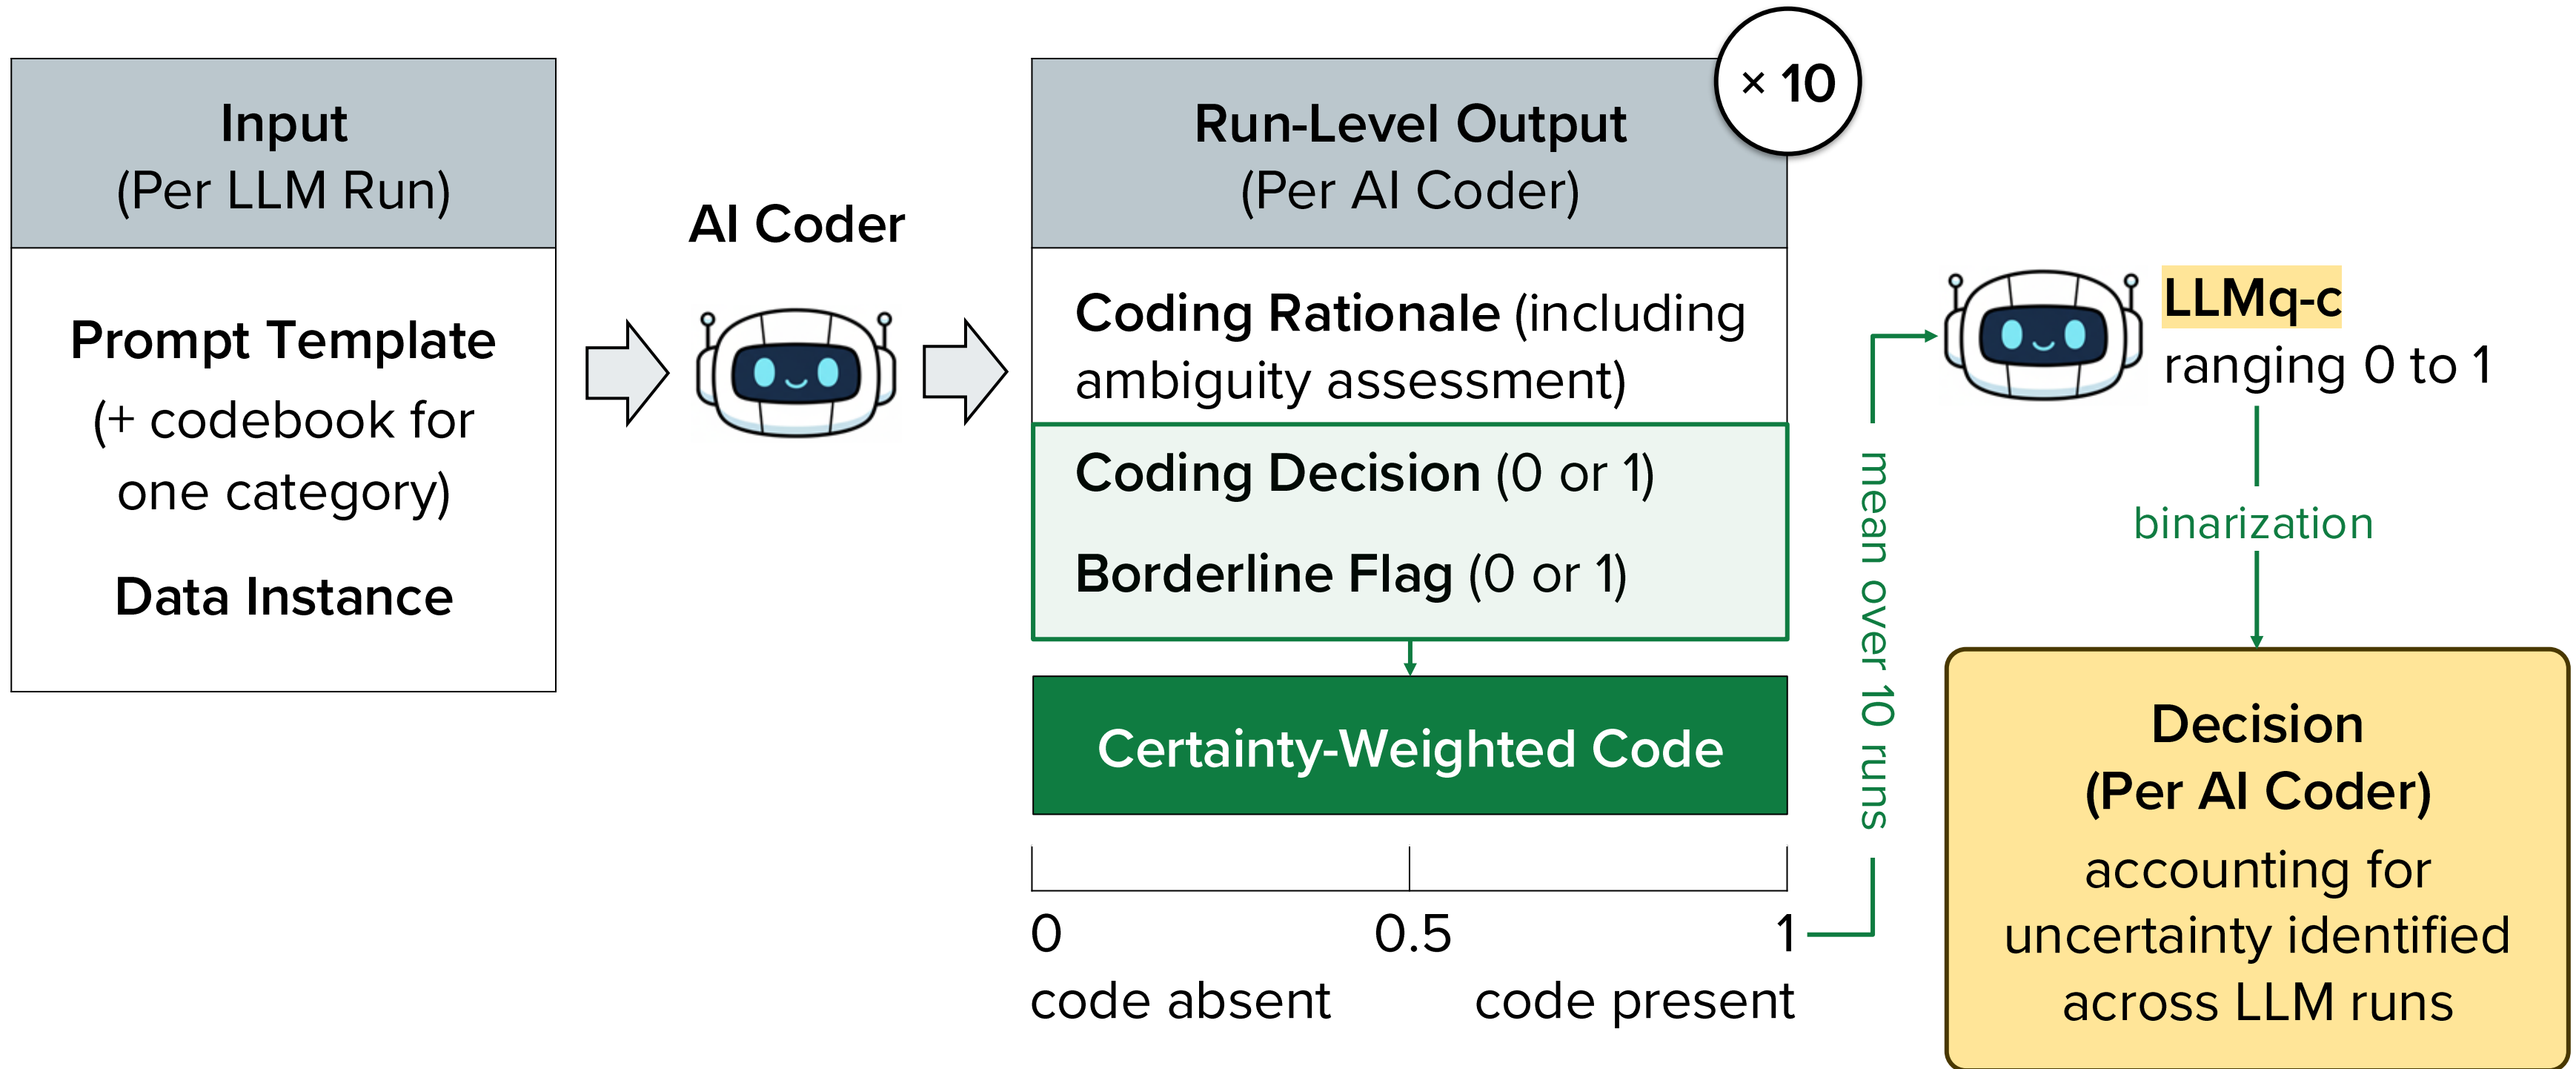 Input
(Per LLM Run)
Prompt Template
(+ codebook for
one category)
Data Instance
AI Coder
× 10
Run-Level Output
(Per AI Coder)
Coding Rationale (including
ambiguity assessment)
Coding Decision (0 or 1)
Borderline Flag (0 or 1)
Certainty-Weighted Code
0 0.5 1
code absent code present
mean over 10 runs
LLMq-c
ranging 0 to 1
binarization
Decision
(Per AI Coder)
accounting for
uncertainty identified
across LLM runs